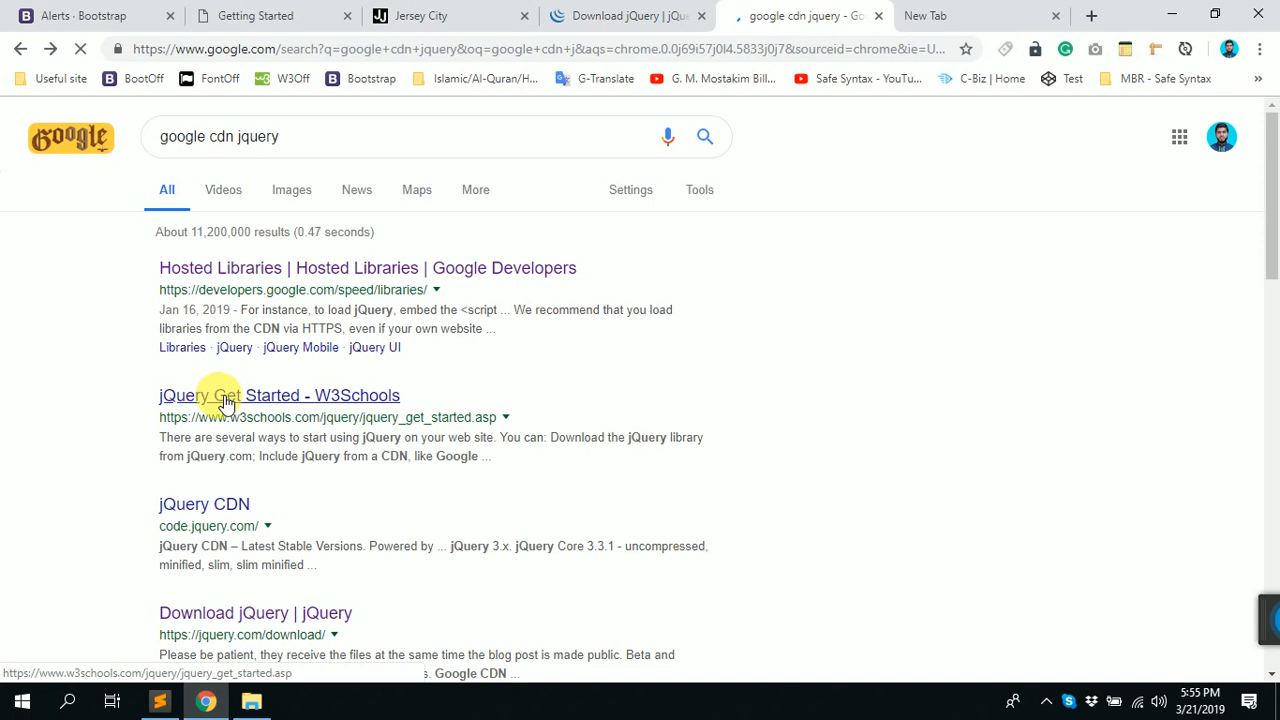 Alerts · Bootstrap
Getting Started
Jersey City
Download jQuery | jQu
google cdn jquery - Go
New Tab
https://www.google.com/search?q=google+cdn+jquery&oq=google+cdn+j&aqs=chrome.0.0j69i57j0l4.5833j0j7&sourceid=chrome&ie=U...
Useful site
BootOff
FontOff
W3Off
Bootstrap
Islamic/Al-Quran/H...
G-Translate
G. M. Mostakim Bill...
Safe Syntax - YouTu...
C-Biz | Home
Test
MBR - Safe Syntax
Google
google cdn jquery
All
Videos
Images
News
Maps
More
Settings
Tools
About 11,200,000 results (0.47 seconds)
Hosted Libraries | Hosted Libraries | Google Developers
https://developers.google.com/speed/libraries/
Jan 16, 2019 - For instance, to load jQuery, embed the <script ... We recommend that you load
libraries from the CDN via HTTPS, even if your own website ...
Libraries · jQuery · jQuery Mobile · jQuery UI
jQuery Get Started - W3Schools
https://www.w3schools.com/jquery/jquery_get_started.asp
There are several ways to start using jQuery on your web site. You can: Download the jQuery library
from jQuery.com; Include jQuery from a CDN, like Google ...
jQuery CDN
code.jquery.com/
jQuery CDN – Latest Stable Versions. Powered by ... jQuery 3.x. jQuery Core 3.3.1 - uncompressed,
minified, slim, slim minified ...
Download jQuery | jQuery
https://jquery.com/download/
Please be patient, they receive the files at the same time the blog post is made public. Beta and
s. Google CDN ...
https://www.w3schools.com/jquery/jquery_get_started.asp
5:55 PM
3/21/2019